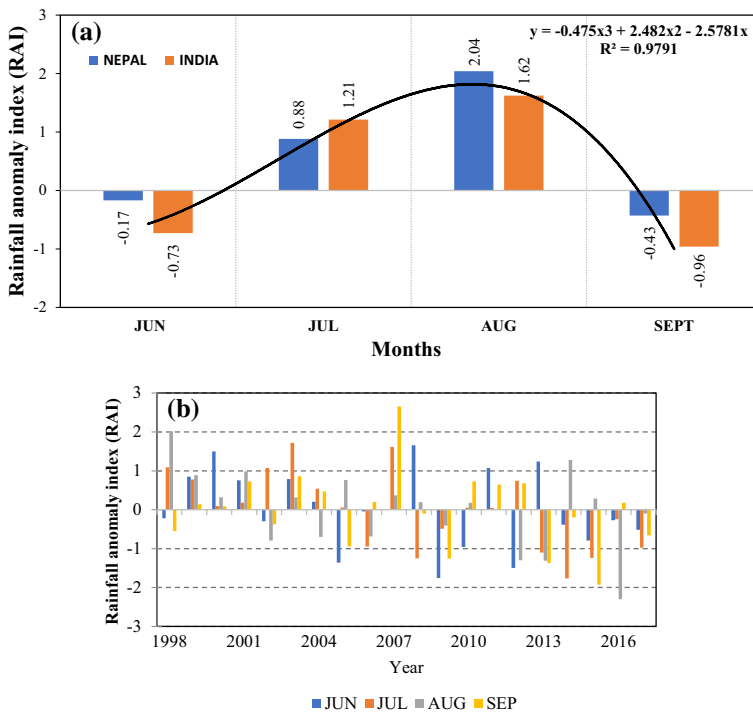 (a)
y = -0.475x3 + 2.482x2 - 2.5781x
R² = 0.9791
NEPAL INDIA
Rainfall anomaly index (RAI)
3
2
1
0
-1
-2
-0.17
-0.73
0.88
1.21
2.04
1.62
-0.43
-0.96
JUN JUL AUG SEPT
Months
(b)
Rainfall anomaly index (RAI)
3
2
1
0
-1
-2
-3
1998 2001 2004 2007 2010 2013 2016
Year
JUN JUL AUG SEP